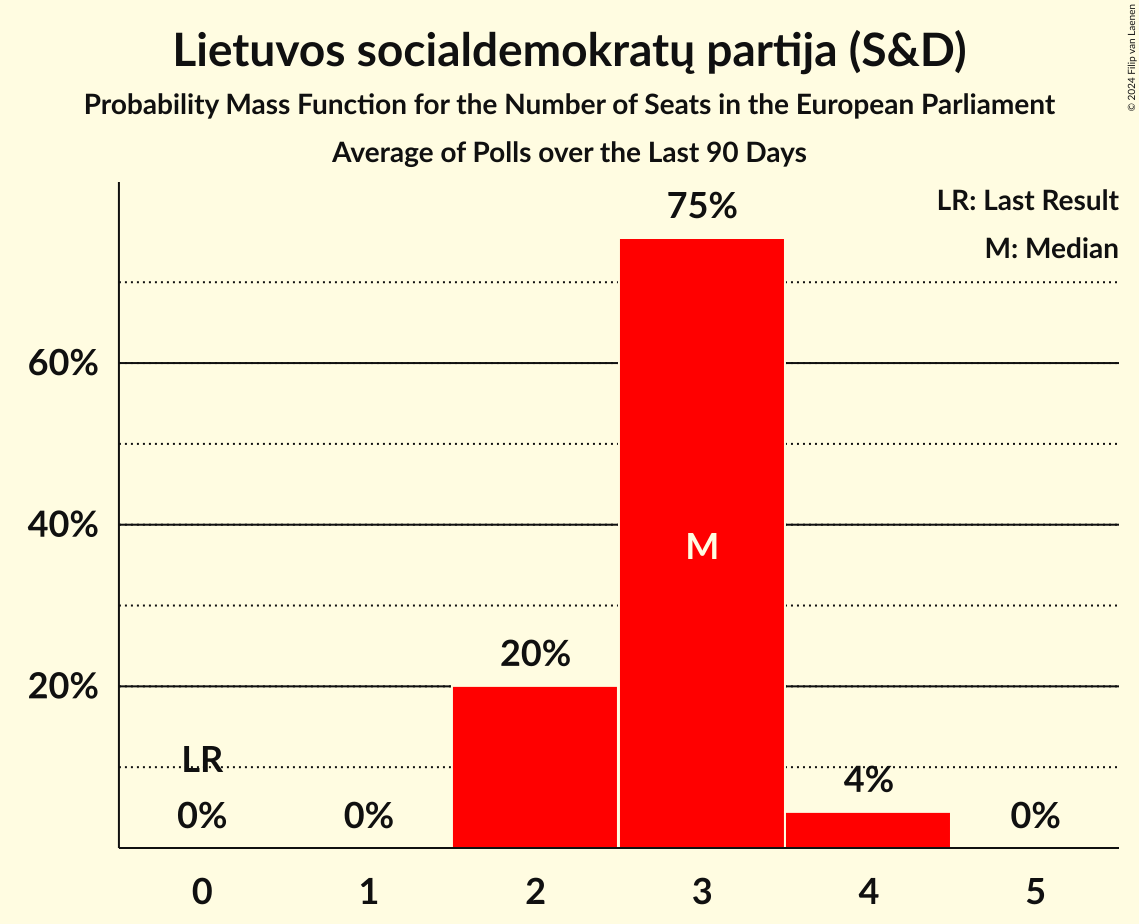 Lietuvos socialdemokratų partija (S&D)
Probability Mass Function for the Number of Seats in the European Parliament
Average of Polls over the Last 90 Days
© 2024 Filip van Laenen
LR: Last Result
M: Median
75%
60%
40%
M
20%
20%
LR
4%
0%
0%
0%
0
1
2
3
4
5